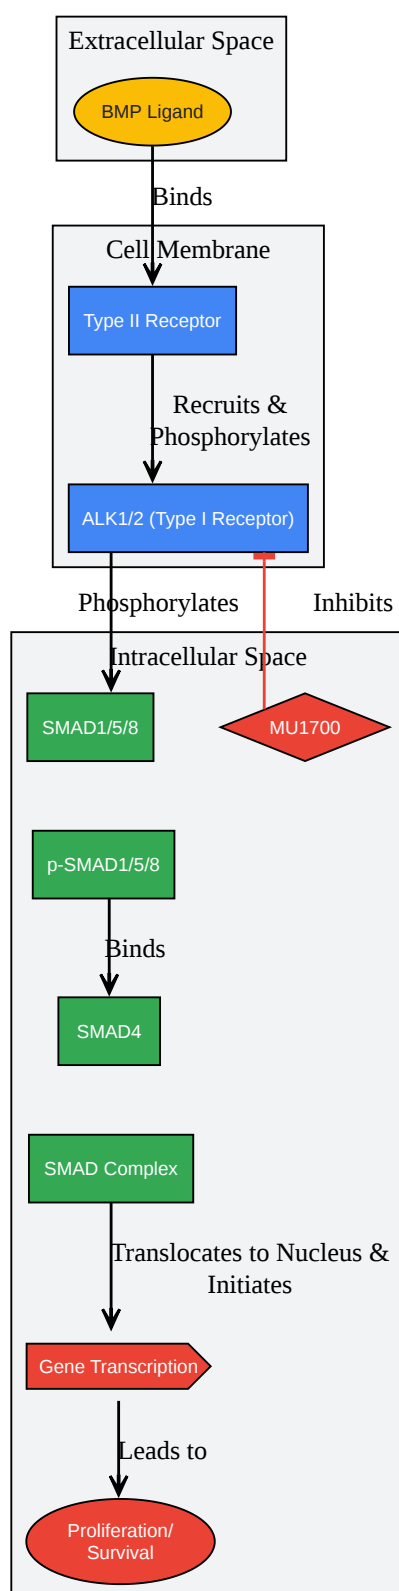 Extracellular Space
BMP Ligand
Binds
Cell Membrane
Type II Receptor
Recruits &
Phosphorylates
ALK1/2 (Type I Receptor)
Phosphorylates
Inhibits
Intracellular Space
SMAD1/5/8
MU1700
p-SMAD1/5/8
Binds
SMAD4
SMAD Complex
Translocates to Nucleus &
Initiates
Gene Transcription
Leads to
Proliferation/
Survival